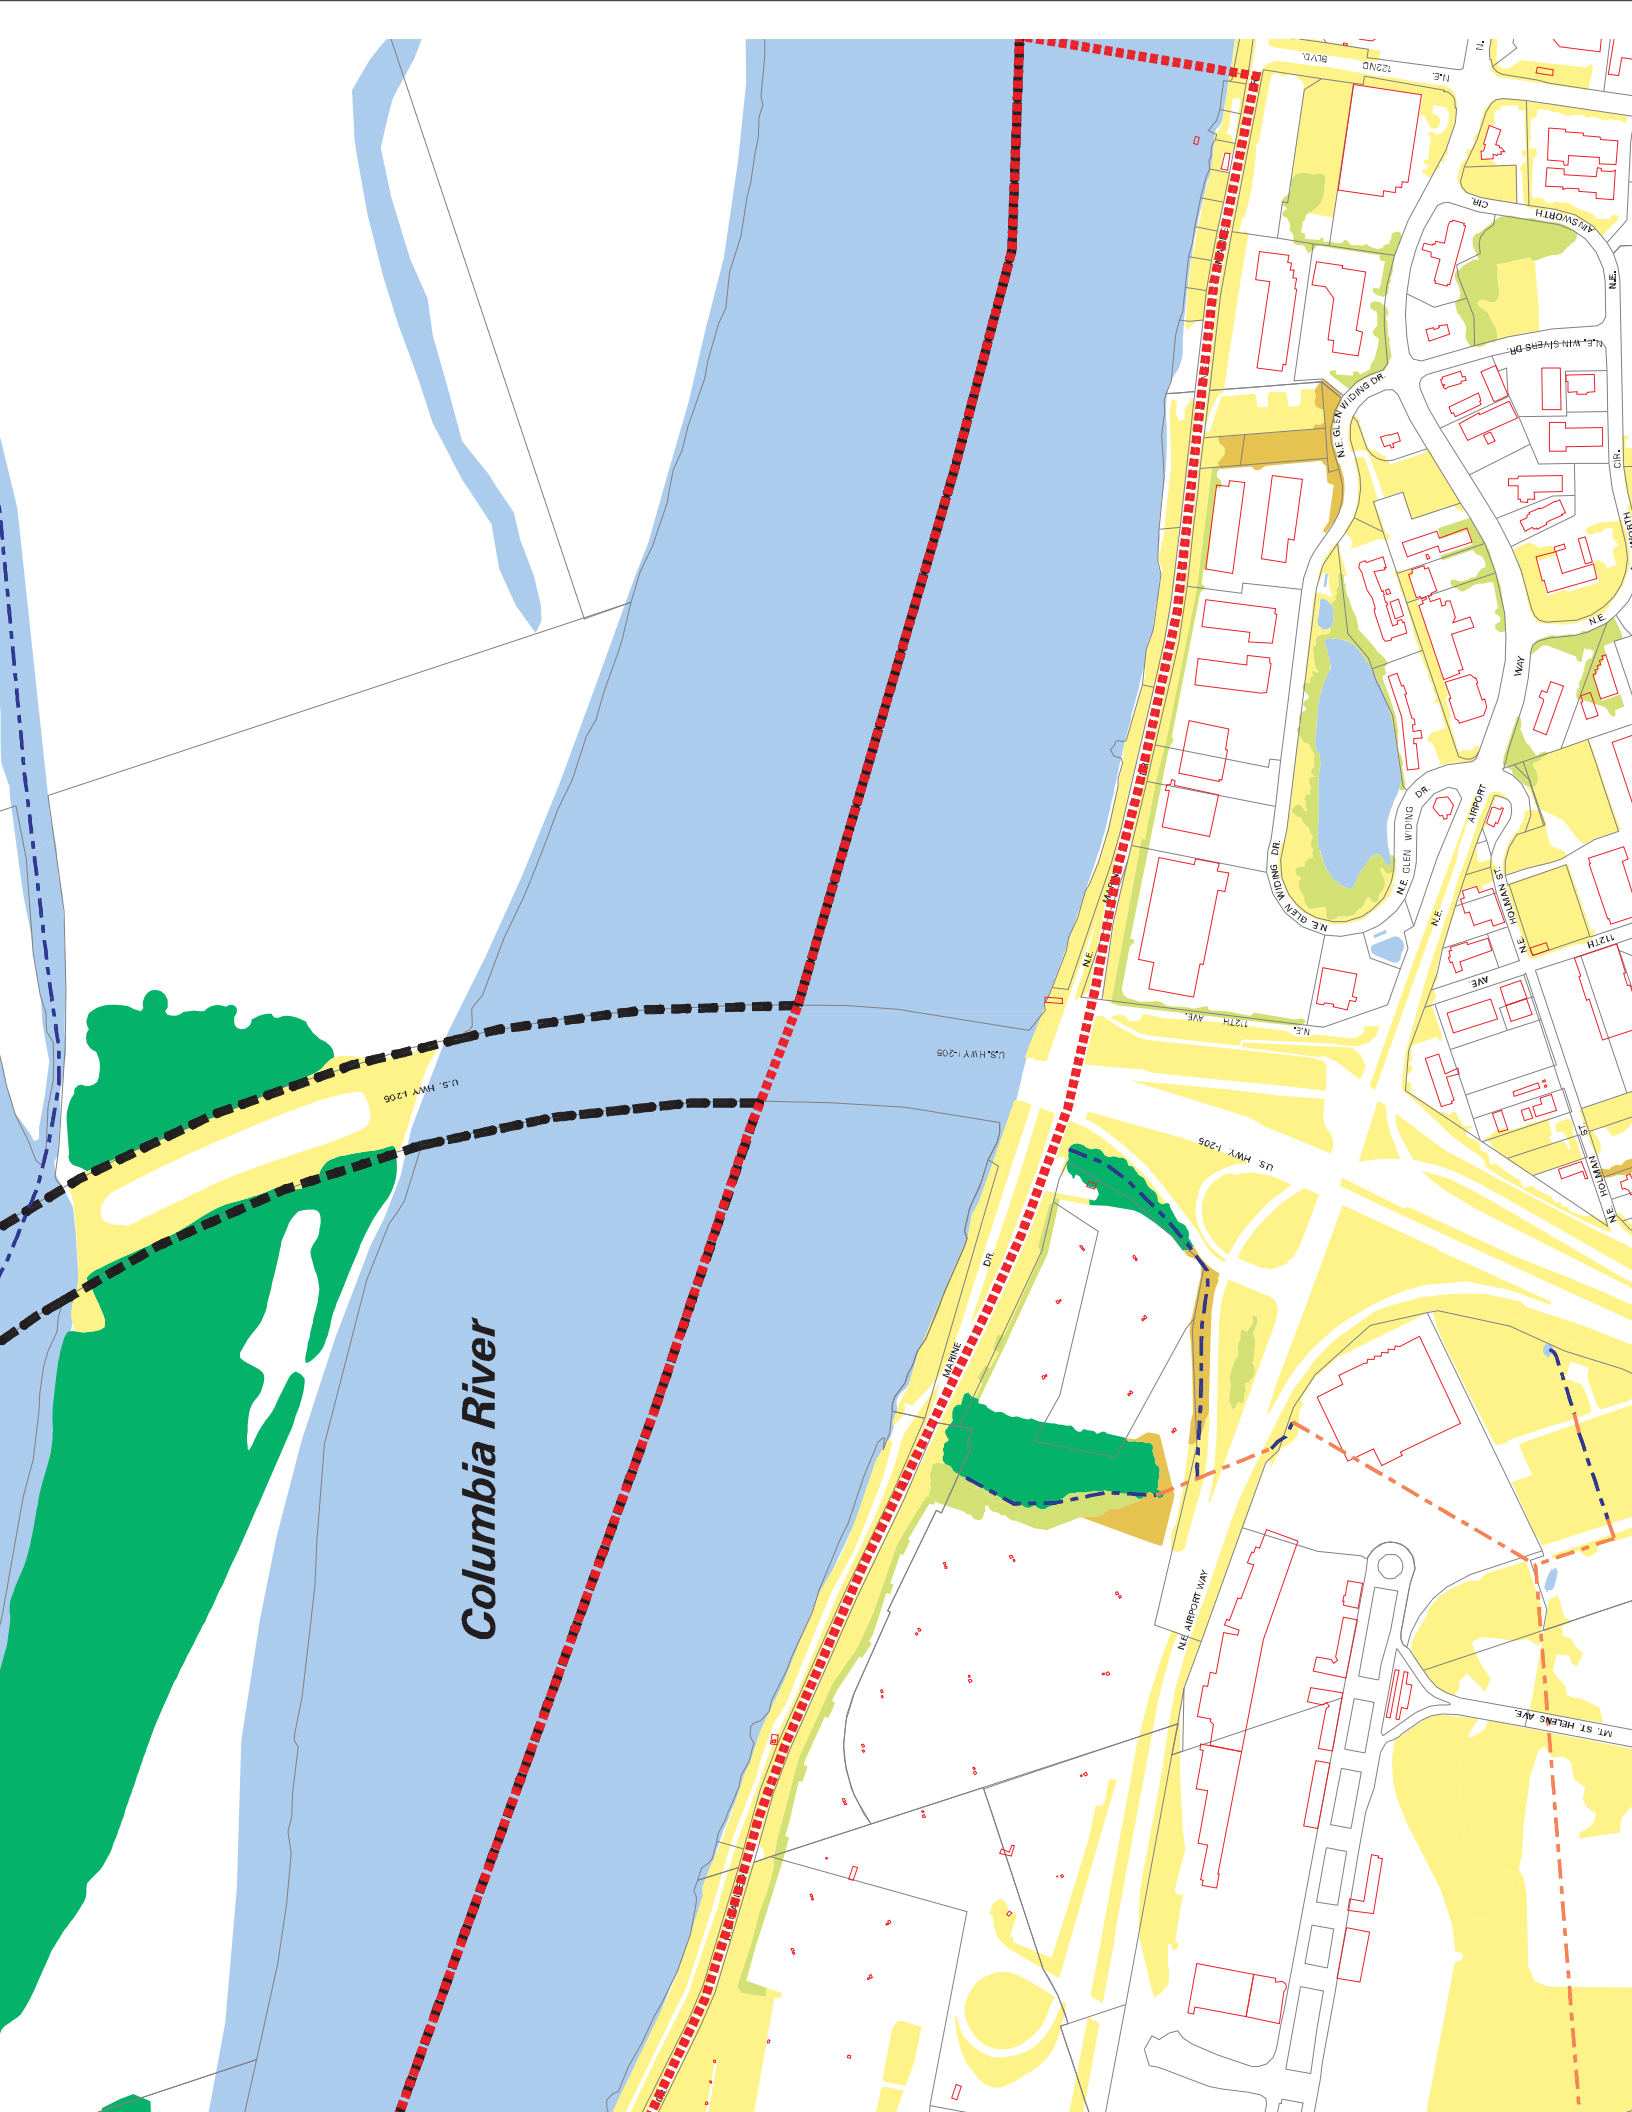 BLVD.
122ND
N.E.
N.
CIR.
AINSWORTH
N.E.
N.E. WIN SIVERS DR.
N.E. GLEN WIDING DR.
CIR.
N.E.
WAY
DR.
N.E. GLEN WIDING
AIRPORT
N.E. GLEN WIDING DR.
HOLMAN ST.
N.E.
N.E.
112TH
AVE.
N.E.
N.E. 112TH AVE.
U.S. HWY I-205
U.S. HWY I-205
U.S. HWY. I-205
ST.
N.E. HOLMAN
DR.
MARINE
Columbia River
N.E. AIRPORT WAY
MT. ST. HELENS AVE.